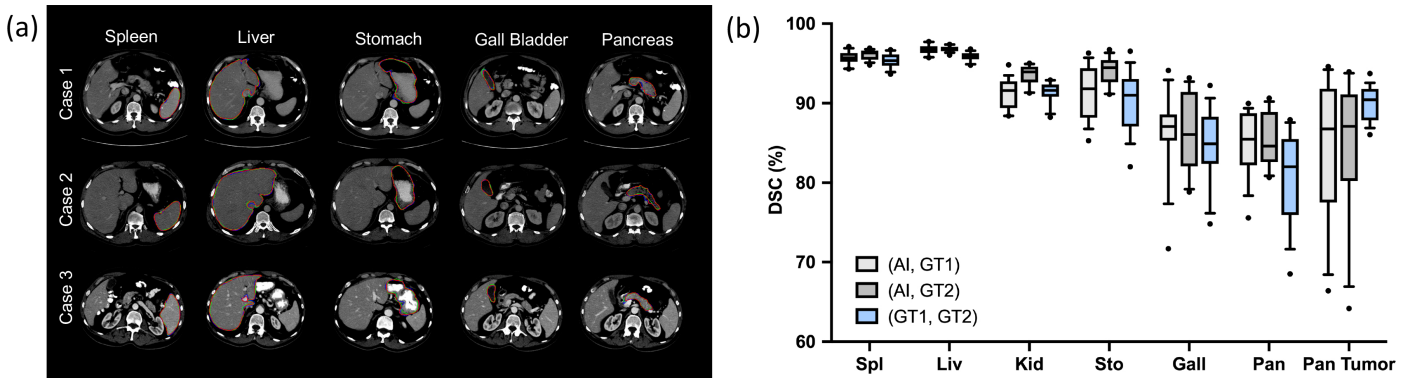 (a)
Spleen Liver Stomach Gall Bladder Pancreas
Case 1
Case 2
Case 3
(b)
DSC (%)
100
90
80
70
60
(AI, GT1)
(AI, GT2)
(GT1, GT2)
Spl Liv Kid Sto Gall Pan Pan Tumor